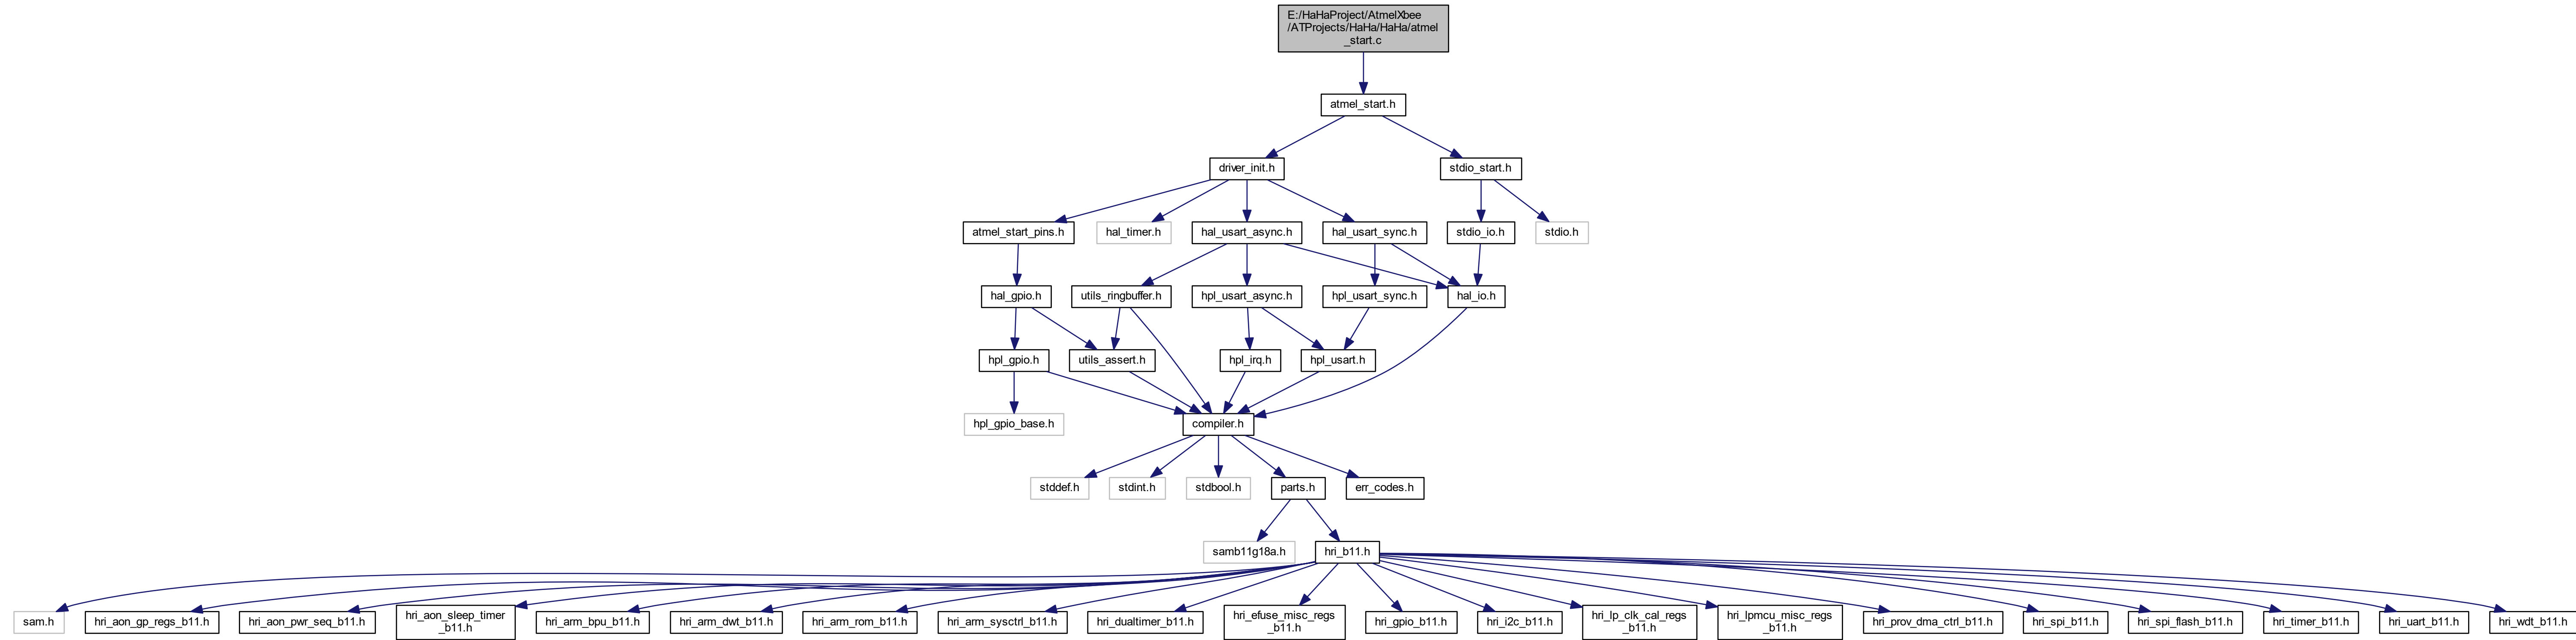 E:/HaHaProject/AtmelXbee
/ATProjects/HaHa/HaHa/atmel
_start.c
atmel_start.h
driver_init.h
stdio_start.h
atmel_start_pins.h
hal_timer.h
hal_usart_async.h
hal_usart_sync.h
stdio_io.h
stdio.h
hal_gpio.h
utils_ringbuffer.h
hpl_usart_async.h
hpl_usart_sync.h
hal_io.h
hpl_gpio.h
utils_assert.h
hpl_irq.h
hpl_usart.h
hpl_gpio_base.h
compiler.h
stddef.h
stdint.h
stdbool.h
parts.h
err_codes.h
samb11g18a.h
hri_b11.h
sam.h
hri_aon_gp_regs_b11.h
hri_aon_pwr_seq_b11.h
hri_aon_sleep_timer
_b11.h
hri_arm_bpu_b11.h
hri_arm_dwt_b11.h
hri_arm_rom_b11.h
hri_arm_sysctrl_b11.h
hri_dualtimer_b11.h
hri_efuse_misc_regs
_b11.h
hri_gpio_b11.h
hri_i2c_b11.h
hri_lp_clk_cal_regs
_b11.h
hri_lpmcu_misc_regs
_b11.h
hri_prov_dma_ctrl_b11.h
hri_spi_b11.h
hri_spi_flash_b11.h
hri_timer_b11.h
hri_uart_b11.h
hri_wdt_b11.h